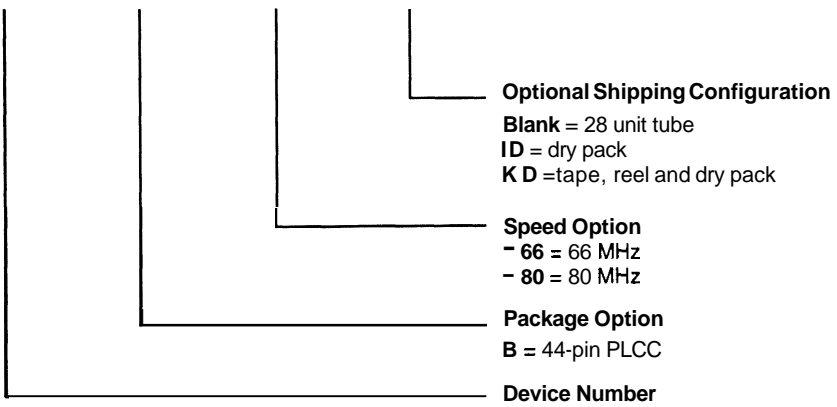 Optional Shipping Configuration
Blank = 28 unit tube
ID = dry pack
KD =tape, reel and dry pack
Speed Option
- 66 = 66 MHz
- 80 = 80 MHz
Package Option
B = 44-pin PLCC
Device Number